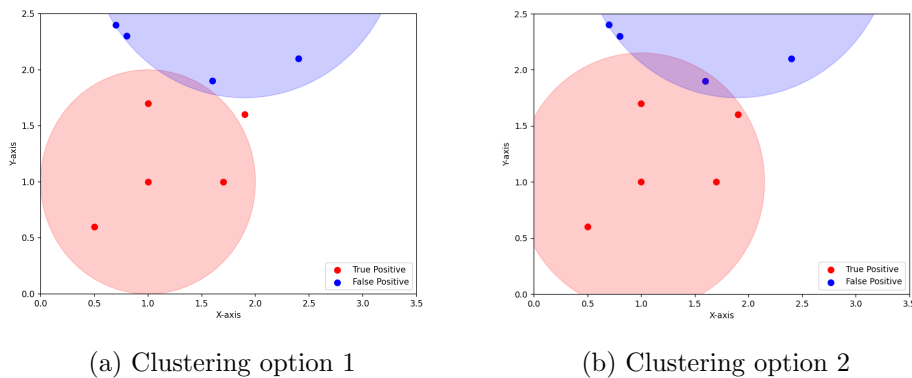 2.5
2.0
1.5
1.0
0.5
0.0
Y-axis
0.0 0.5 1.0 1.5 2.0 2.5 3.0 3.5
X-axis
True Positive
False Positive
(a) Clustering option 1
2.5
2.0
1.5
1.0
0.5
0.0
Y-axis
0.0 0.5 1.0 1.5 2.0 2.5 3.0 3.5
X-axis
True Positive
False Positive
(b) Clustering option 2